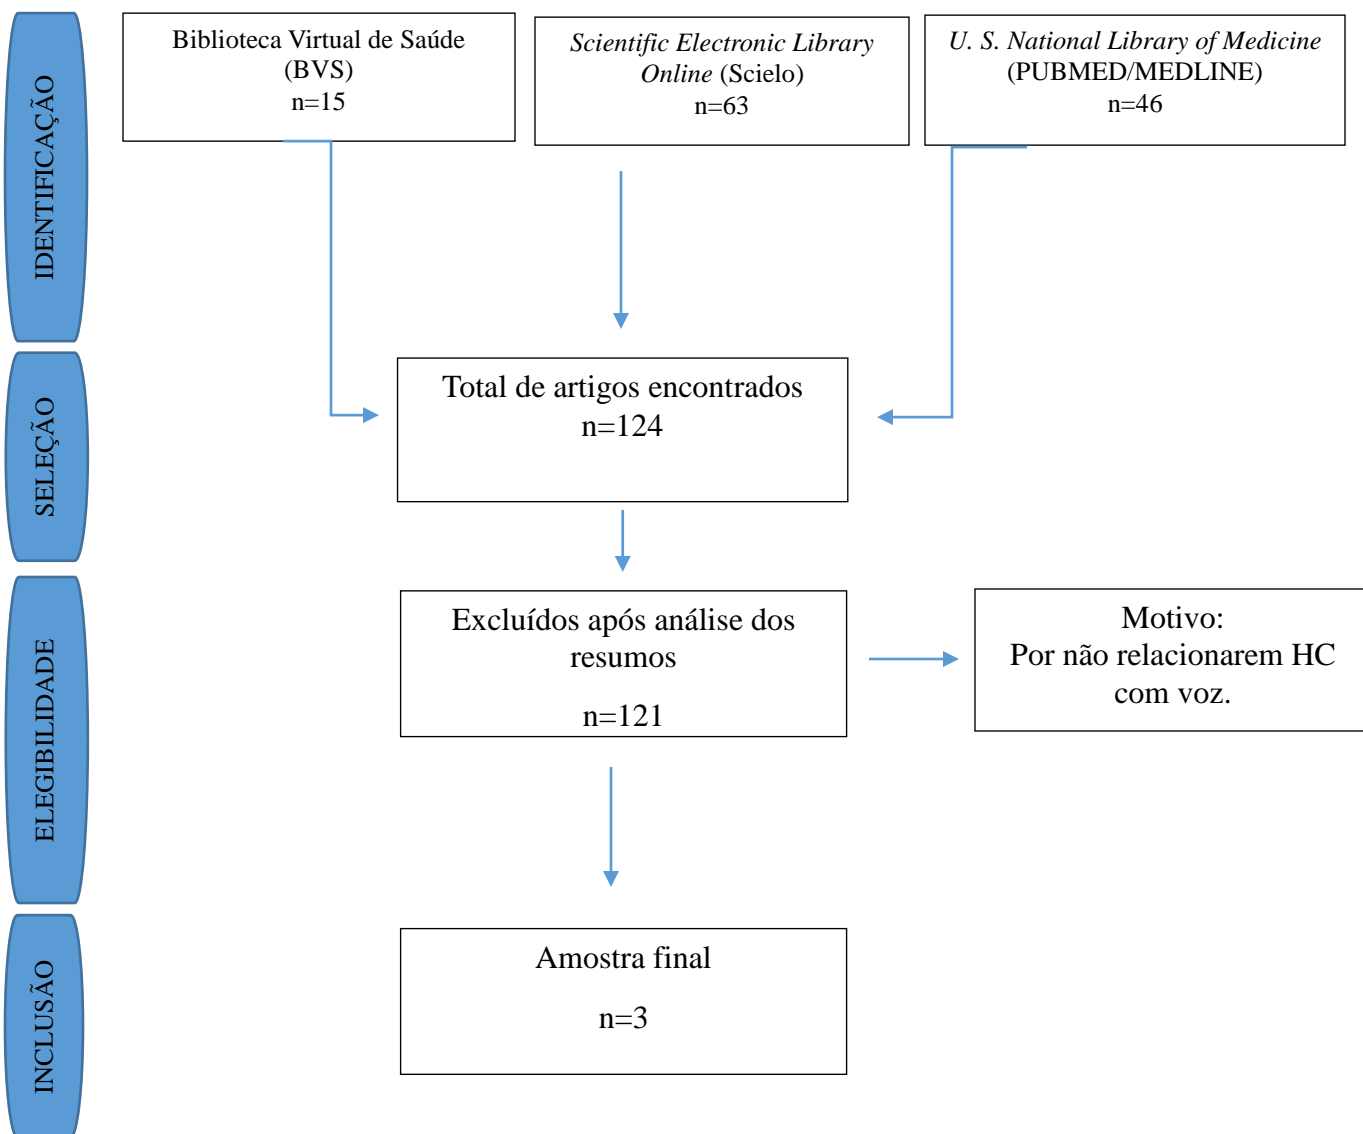 IDENTIFICAÇÃO
Biblioteca Virtual de Saúde
(BVS)
n=15
Scientific Electronic Library
Online (Scielo)
n=63
U. S. National Library of Medicine
(PUBMED/MEDLINE)
n=46
SELEÇÃO
Total de artigos encontrados
n=124
ELEGIBILIDADE
Excluídos após análise dos
resumos
n=121
Motivo:
Por não relacionarem HC
com voz.
INCLUSÃO
Amostra final
n=3